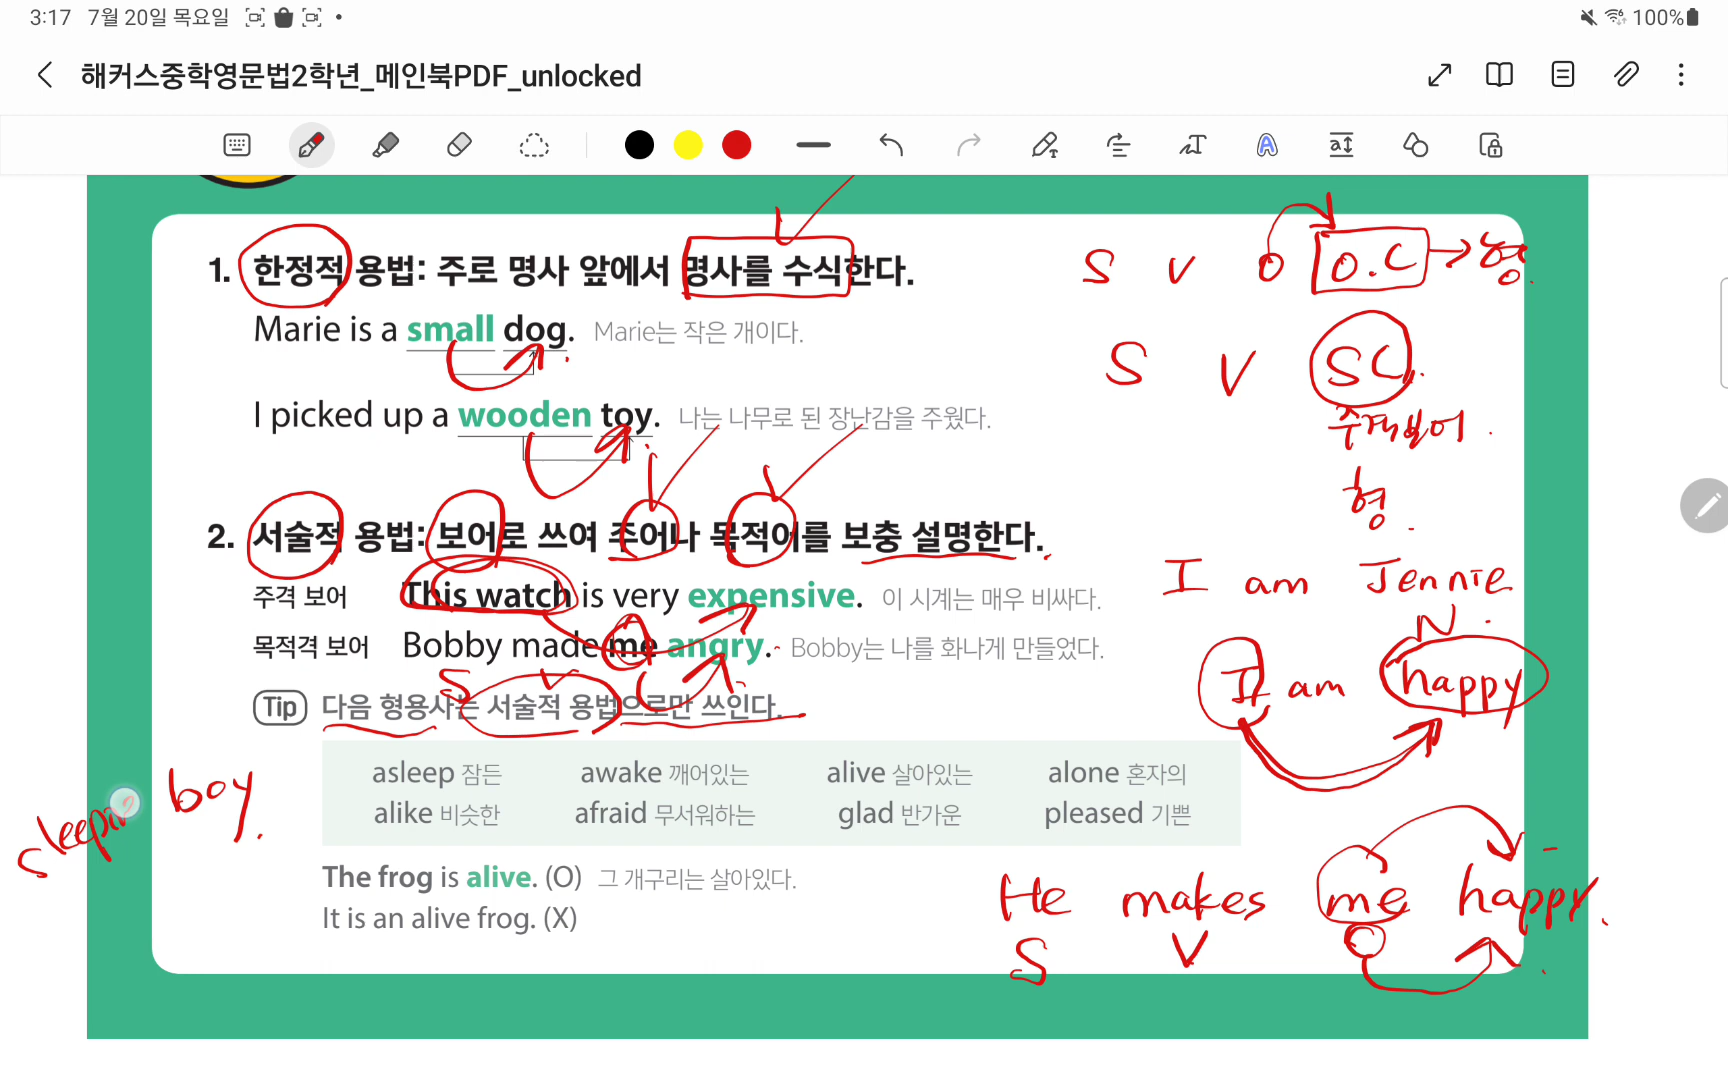 3:17 7월 20일 목요일
100%
해커스중학영문법2학년_메인북PDF_unlocked
1. 한정적 용법: 주로 명사 앞에서 명사를 수식한다.
Marie is a small dog. Marie는 작은 개이다.
I picked up a wooden toy. 나는 나무로 된 장난감을 주웠다.
2. 서술적 용법: 보어로 쓰여 주어나 목적어를 보충 설명한다.
주격 보어 This watch is very expensive. 이 시계는 매우 비싸다.
목적격 보어 Bobby made me angry. Bobby는 나를 화나게 만들었다.
S V
Tip 다음 형용사는 서술적 용법으로만 쓰인다.
asleep 잠든 awake 깨어있는 alive 살아있는 alone 혼자의
alike 비슷한 afraid 무서워하는 glad 반가운 pleased 기쁜
The frog is alive. (O) 그 개구리는 살아있다.
It is an alive frog. (X)
boy.
S V O O.C → 형.
S V SC.
주격보어.
형.
I am Jennie
N.
I am happy
He makes me happy.
S V O